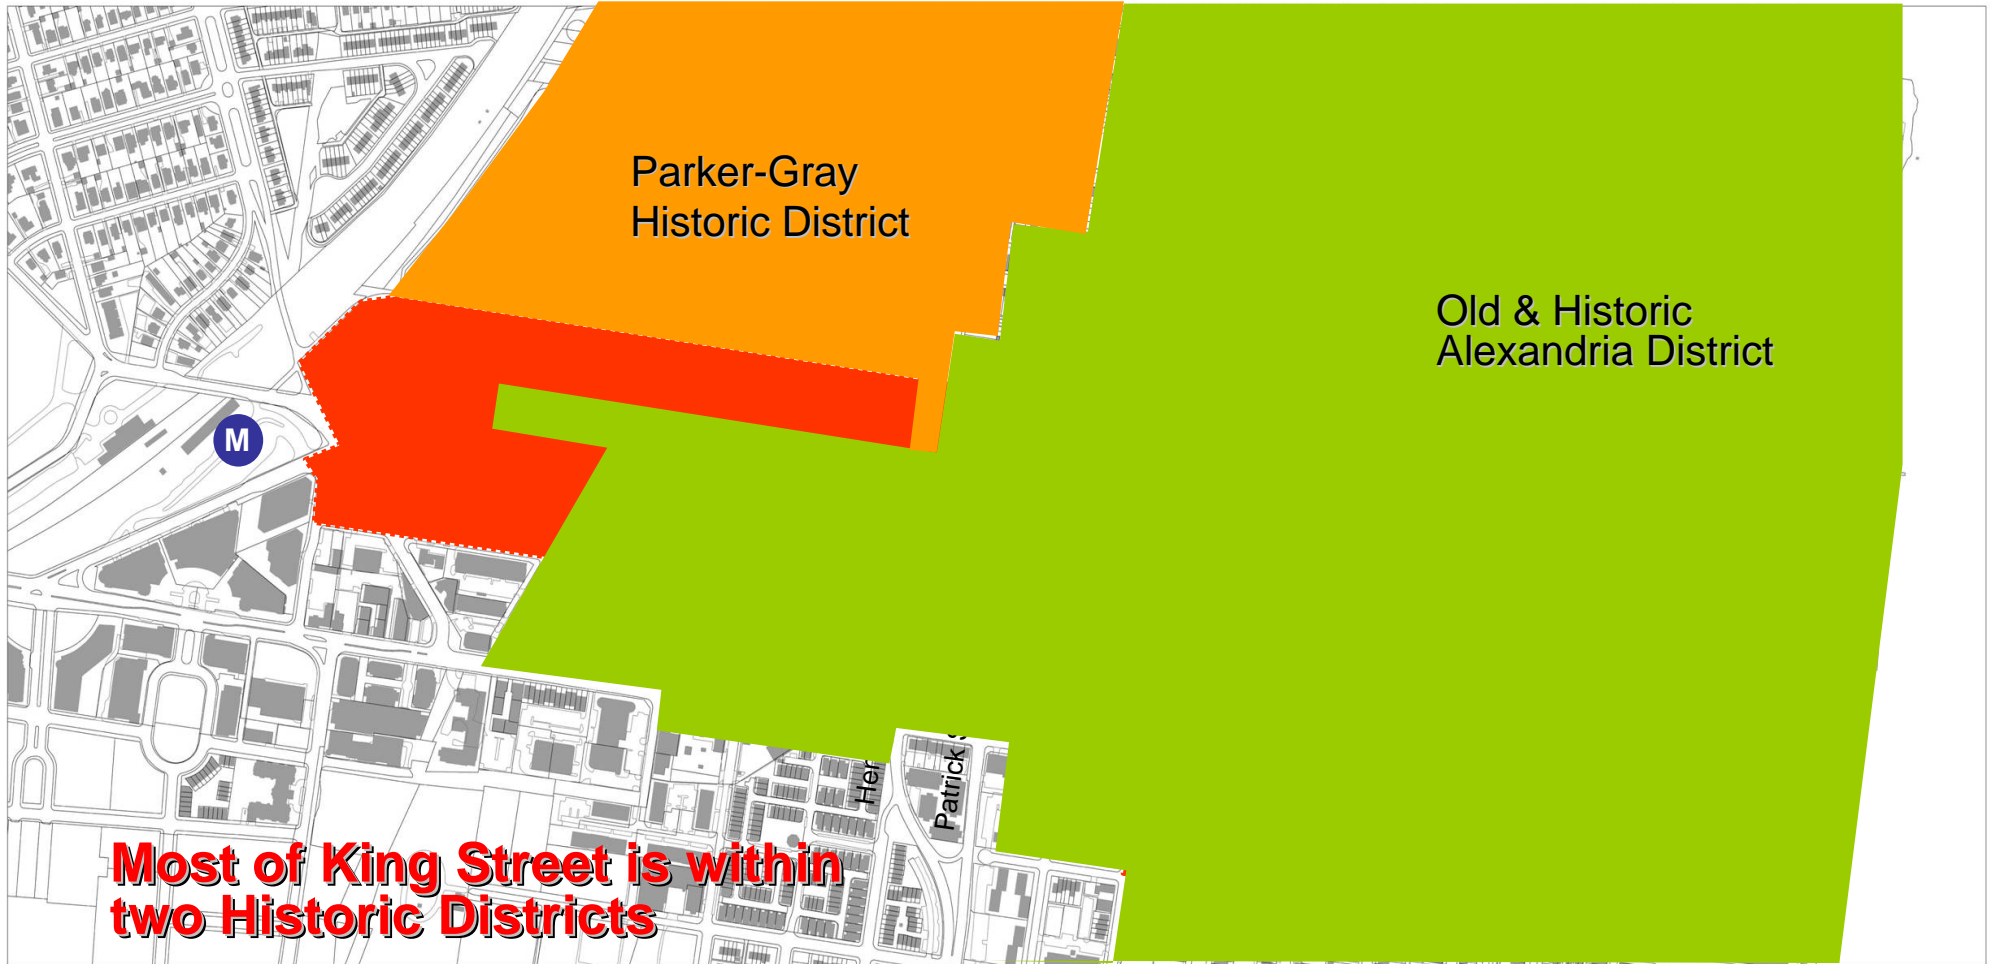 Parker-Gray
Historic District
Old & Historic
Alexandria District
M
Patrick
Most of King Street is within
two Historic Districts